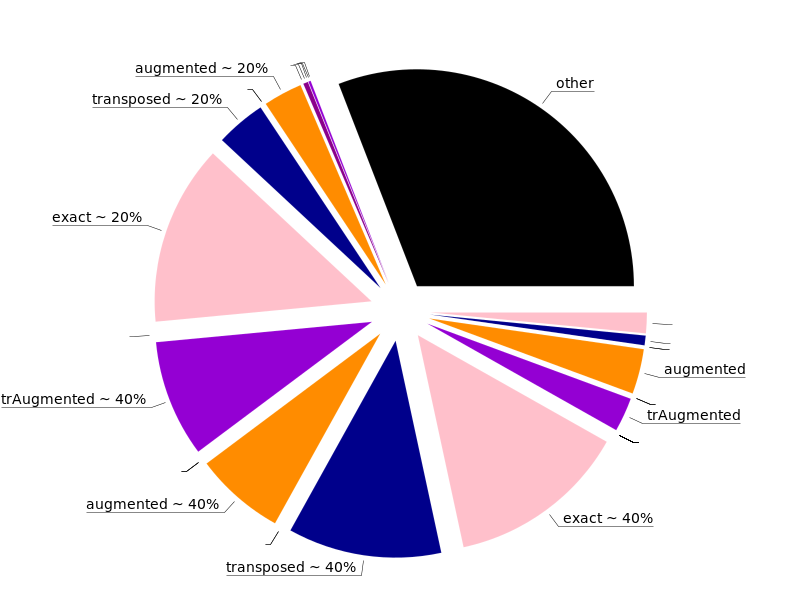 augmented ~ 20%
other
transposed ~ 20%
exact ~ 20%
augmented
trAugmented ~ 40%
trAugmented
augmented ~ 40%
exact ~ 40%
transposed ~ 40%